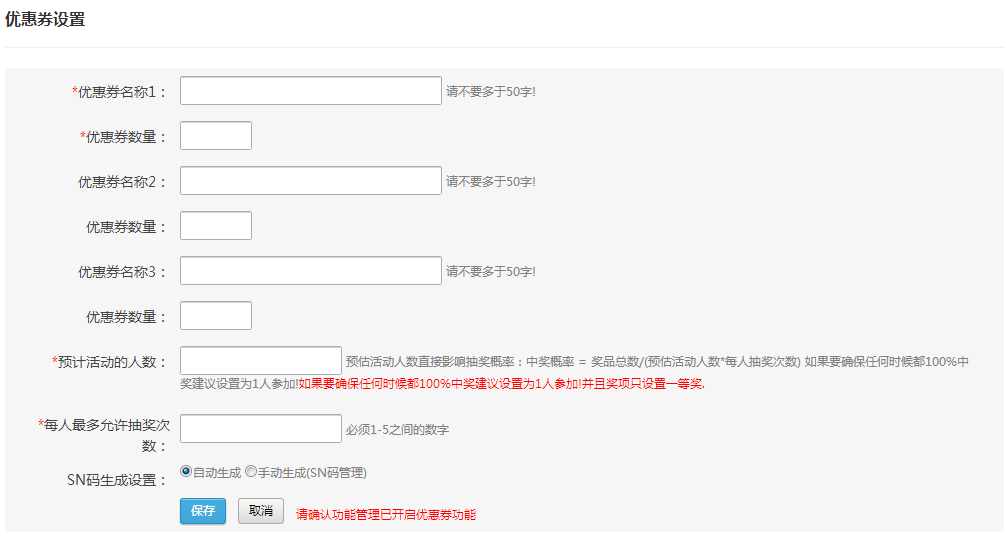 优惠券设置
*优惠券名称1： 请不要多于50字!
*优惠券数量：
优惠券名称2： 请不要多于50字!
优惠券数量：
优惠券名称3： 请不要多于50字!
优惠券数量：
*预计活动的人数： 预估活动人数直接影响抽奖概率：中奖概率 = 奖品总数/(预估活动人数*每人抽奖次数) 如果要确保任何时候都100%中
奖建议设置为1人参加!如果要确保任何时候都100%中奖建议设置为1人参加!并且奖项只设置一等奖.
*每人最多允许抽奖次
数： 必须1-5之间的数字
SN码生成设置： 自动生成 手动生成(SN码管理)
保存 取消 请确认功能管理已开启优惠券功能